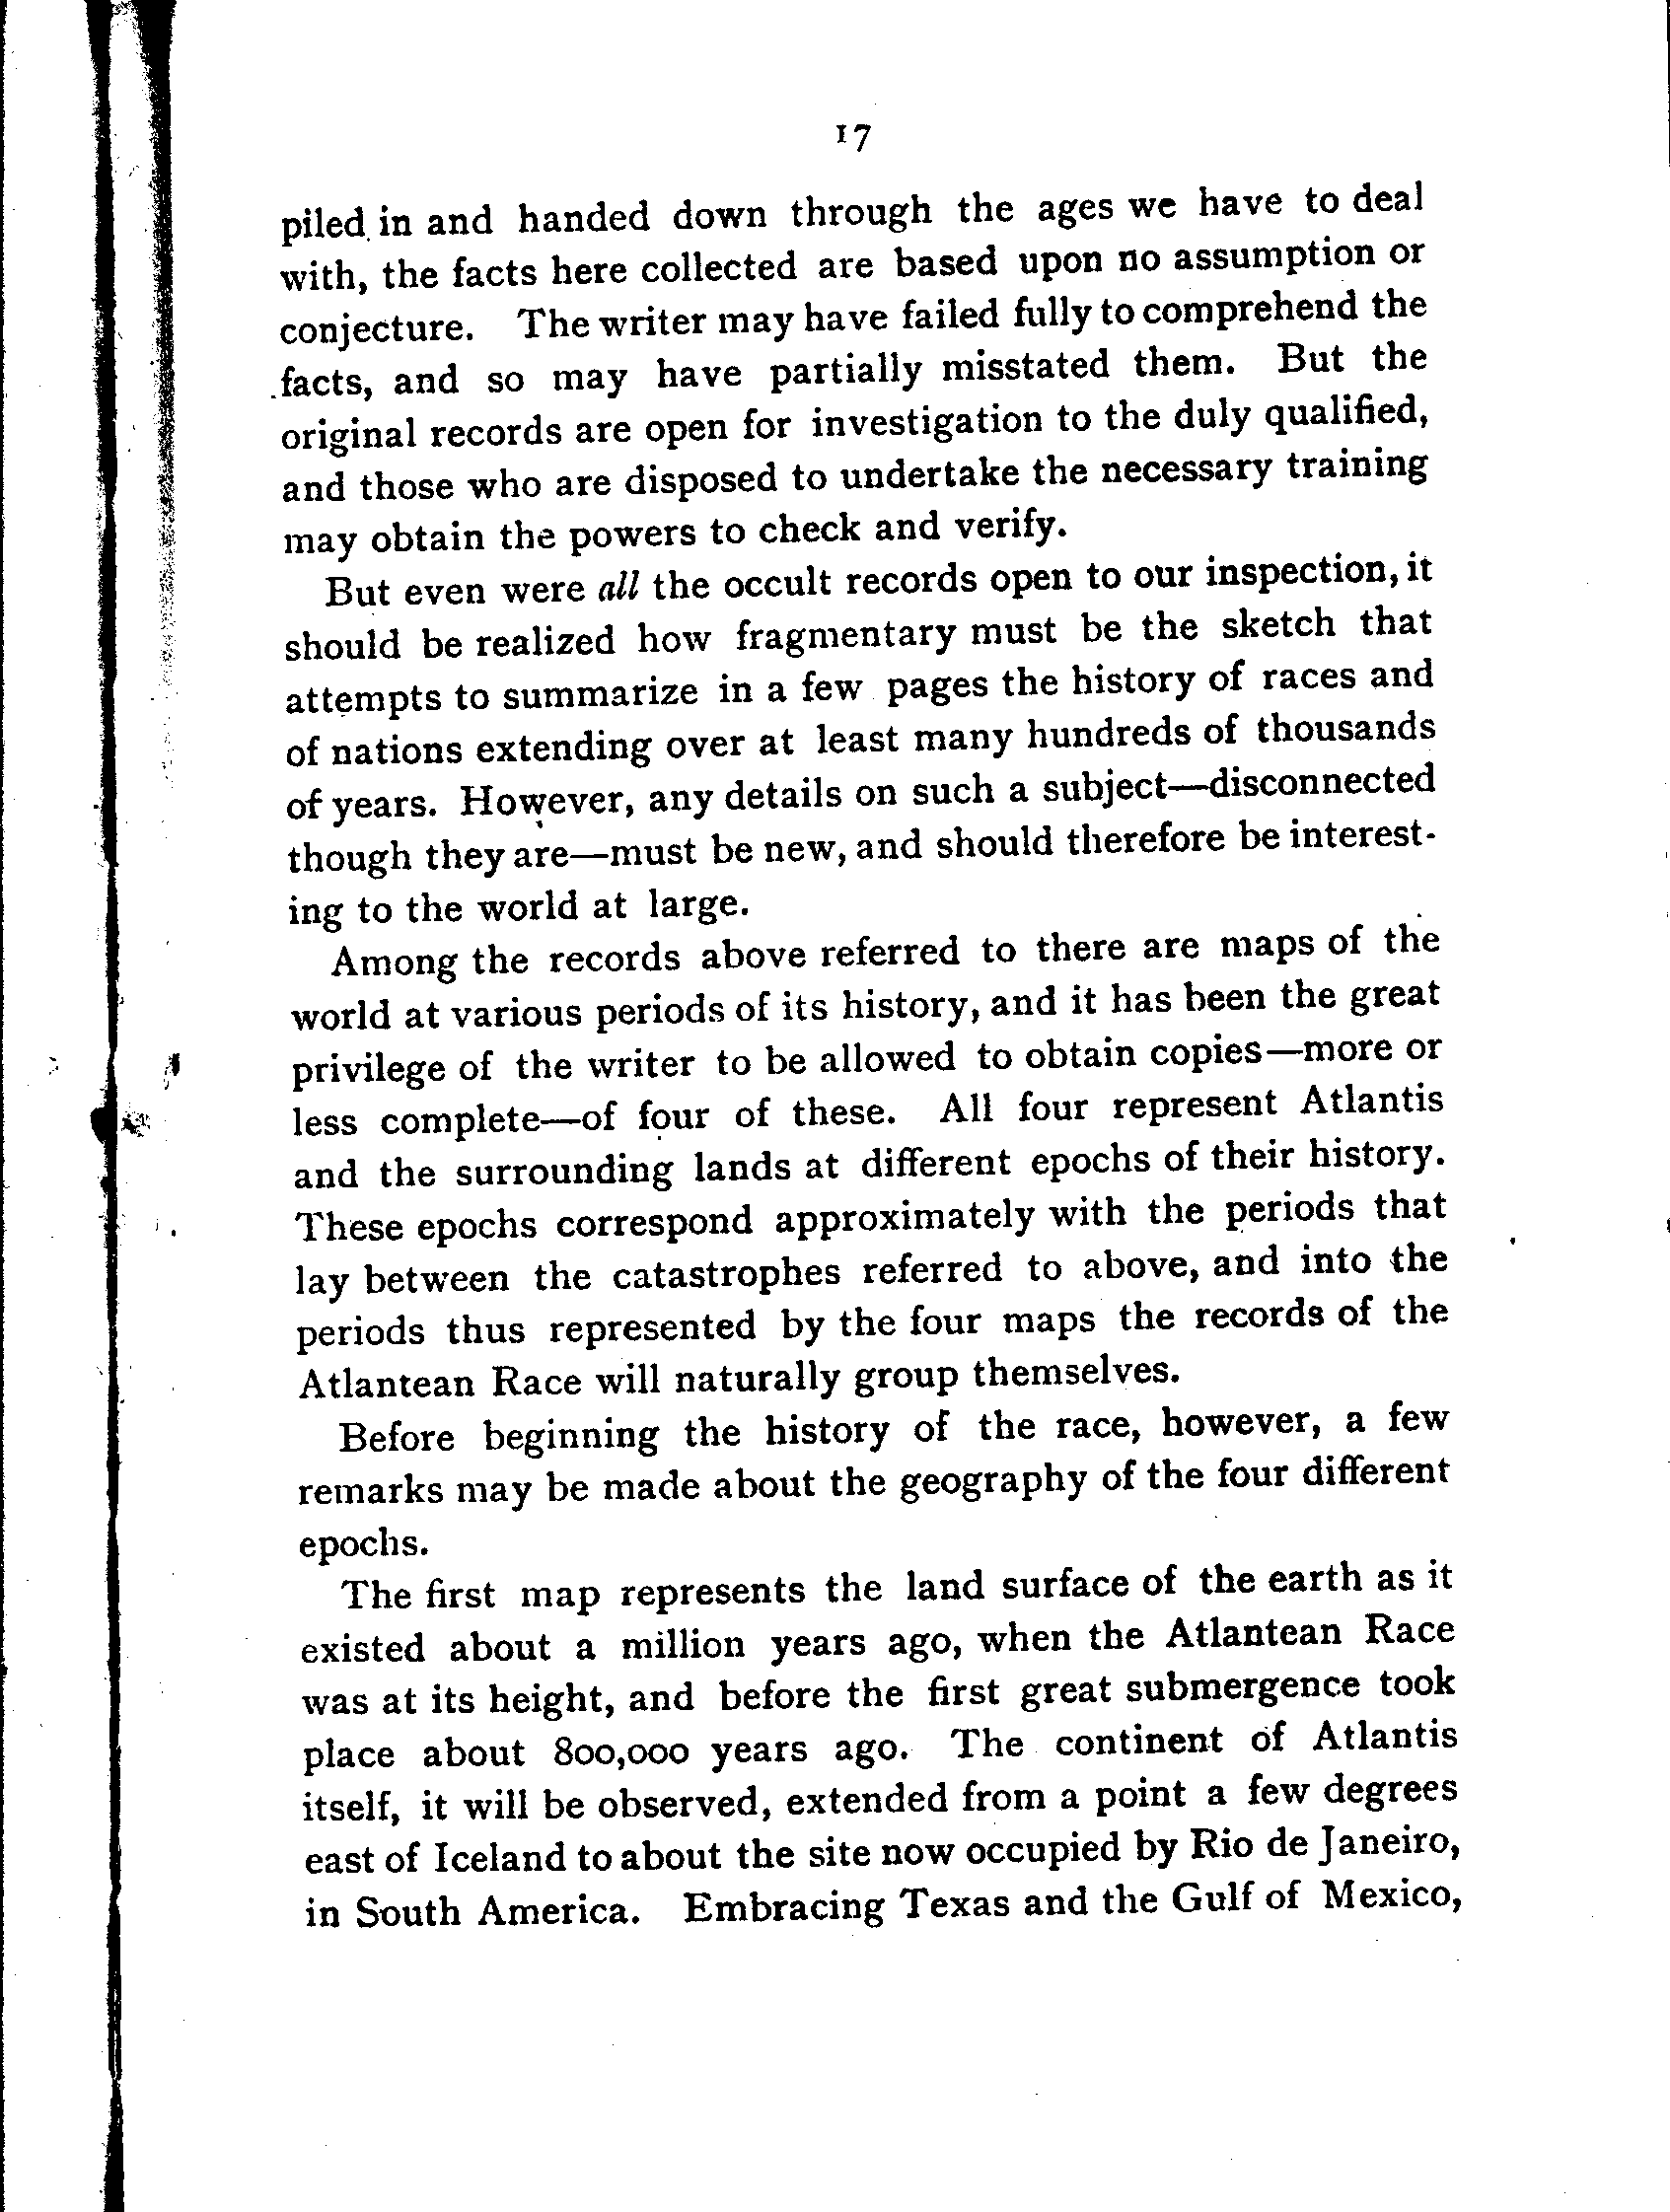 17
piled in and handed down through the ages we have to deal
with, the facts here collected are based upon no assumption or
conjecture. The writer may have failed fully to comprehend the
facts, and so may have partially misstated them. But the
original records are open for investigation to the duly qualified,
and those who are disposed to undertake the necessary training
may obtain the powers to check and verify.
But even were all the occult records open to our inspection, it
should be realized how fragmentary must be the sketch that
attempts to summarize in a few pages the history of races and
of nations extending over at least many hundreds of thousands
of years. However, any details on such a subject—disconnected
though they are—must be new, and should therefore be interest-
ing to the world at large.
Among the records above referred to there are maps of the
world at various periods of its history, and it has been the great
privilege of the writer to be allowed to obtain copies—more or
less complete—of four of these. All four represent Atlantis
and the surrounding lands at different epochs of their history.
These epochs correspond approximately with the periods that
lay between the catastrophes referred to above, and into the
periods thus represented by the four maps the records of the
Atlantean Race will naturally group themselves.
Before beginning the history of the race, however, a few
remarks may be made about the geography of the four different
epochs.
The first map represents the land surface of the earth as it
existed about a million years ago, when the Atlantean Race
was at its height, and before the first great submergence took
place about 800,000 years ago. The continent of Atlantis
itself, it will be observed, extended from a point a few degrees
east of Iceland to about the site now occupied by Rio de Janeiro,
in South America. Embracing Texas and the Gulf of Mexico,